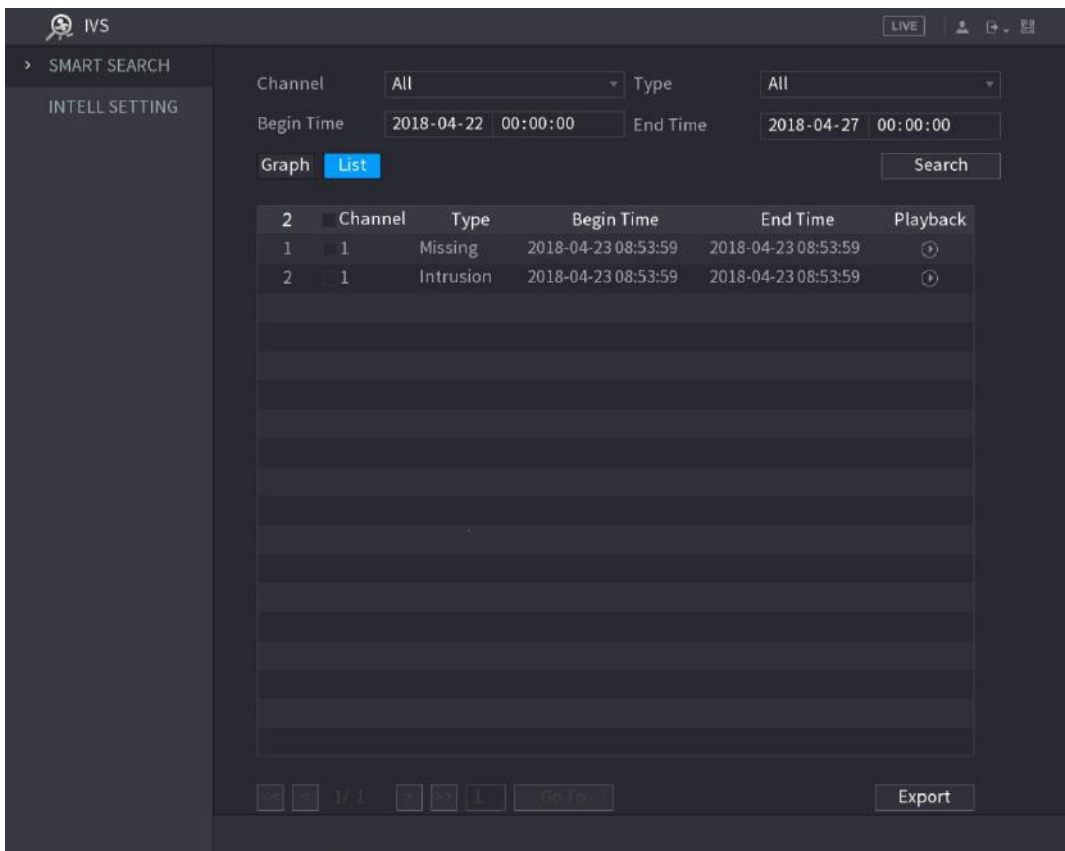 IVS LIVE
> SMART SEARCH
INTELL SETTING
Channel All Type All
Begin Time 2018-04-22 00:00:00 End Time 2018-04-27 00:00:00
Graph List Search
2 Channel Type Begin Time End Time Playback
1 1 Missing 2018-04-23 08:53:59 2018-04-23 08:53:59
2 1 Intrusion 2018-04-23 08:53:59 2018-04-23 08:53:59
<< < 1/ 1 > >> 1 Go To Export